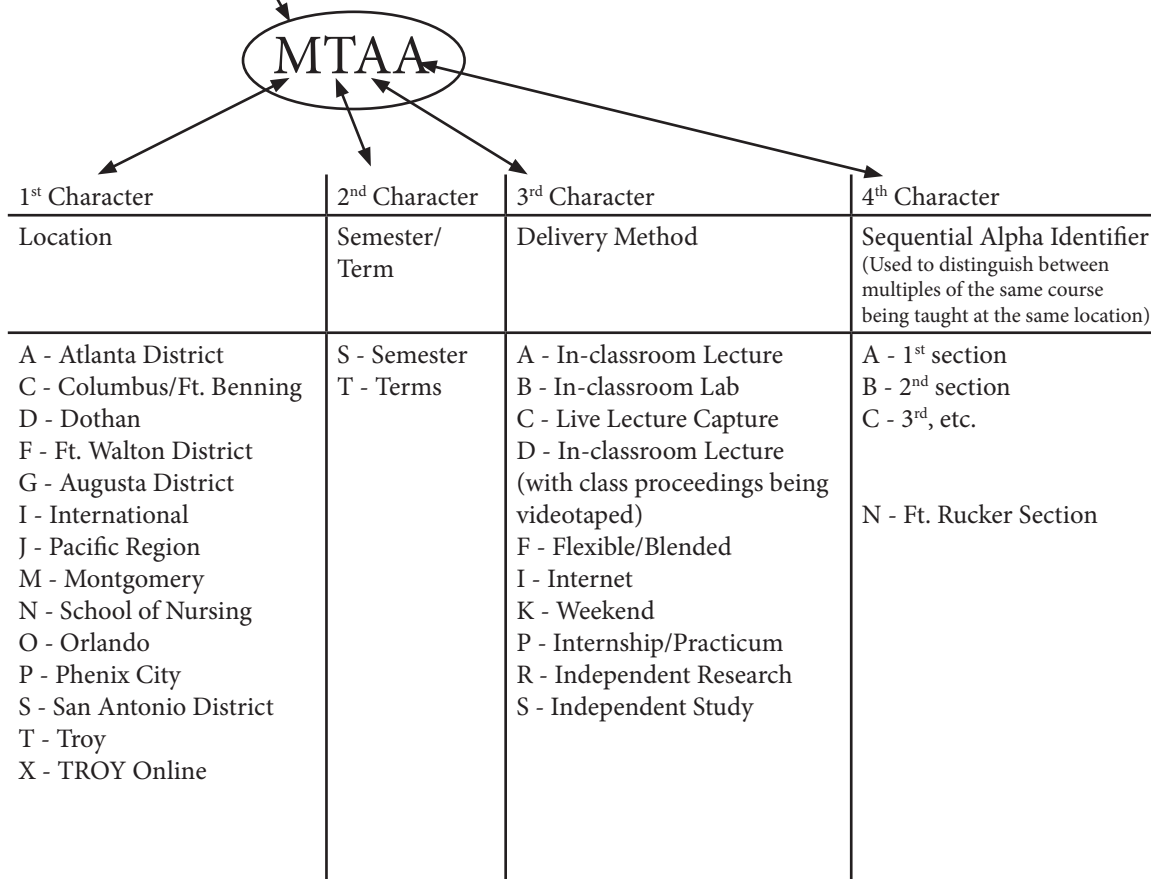 MTAA
1st Character
2nd Character
3rd Character
4th Character
Location
Semester/
Term
Delivery Method
Sequential Alpha Identifier
(Used to distinguish between
multiples of the same course
being taught at the same location)
A - Atlanta District
C - Columbus/Ft. Benning
D - Dothan
F - Ft. Walton District
G - Augusta District
I - International
J - Pacific Region
M - Montgomery
N - School of Nursing
O - Orlando
P - Phenix City
S - San Antonio District
T - Troy
X - TROY Online
S - Semester
T - Terms
A - In-classroom Lecture
B - In-classroom Lab
C - Live Lecture Capture
D - In-classroom Lecture
(with class proceedings being
videotaped)
F - Flexible/Blended
I - Internet
K - Weekend
P - Internship/Practicum
R - Independent Research
S - Independent Study
A - 1st section
B - 2nd section
C - 3rd, etc.
N - Ft. Rucker Section